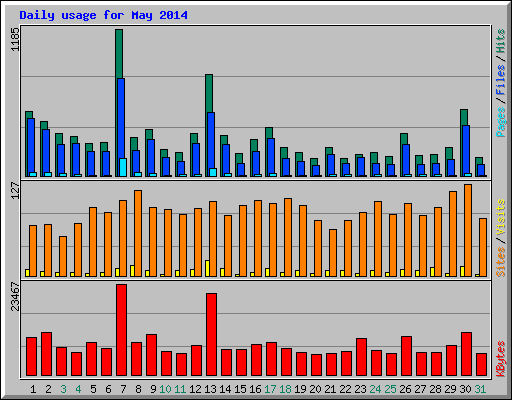 Daily usage for May 2014
1185
Pages / Files / Hits
127
Sites / Visits
23467
KBytes
1 2 3 4 5 6 7 8 9 10 11 12 13 14 15 16 17 18 19 20 21 22 23 24 25 26 27 28 29 30 31